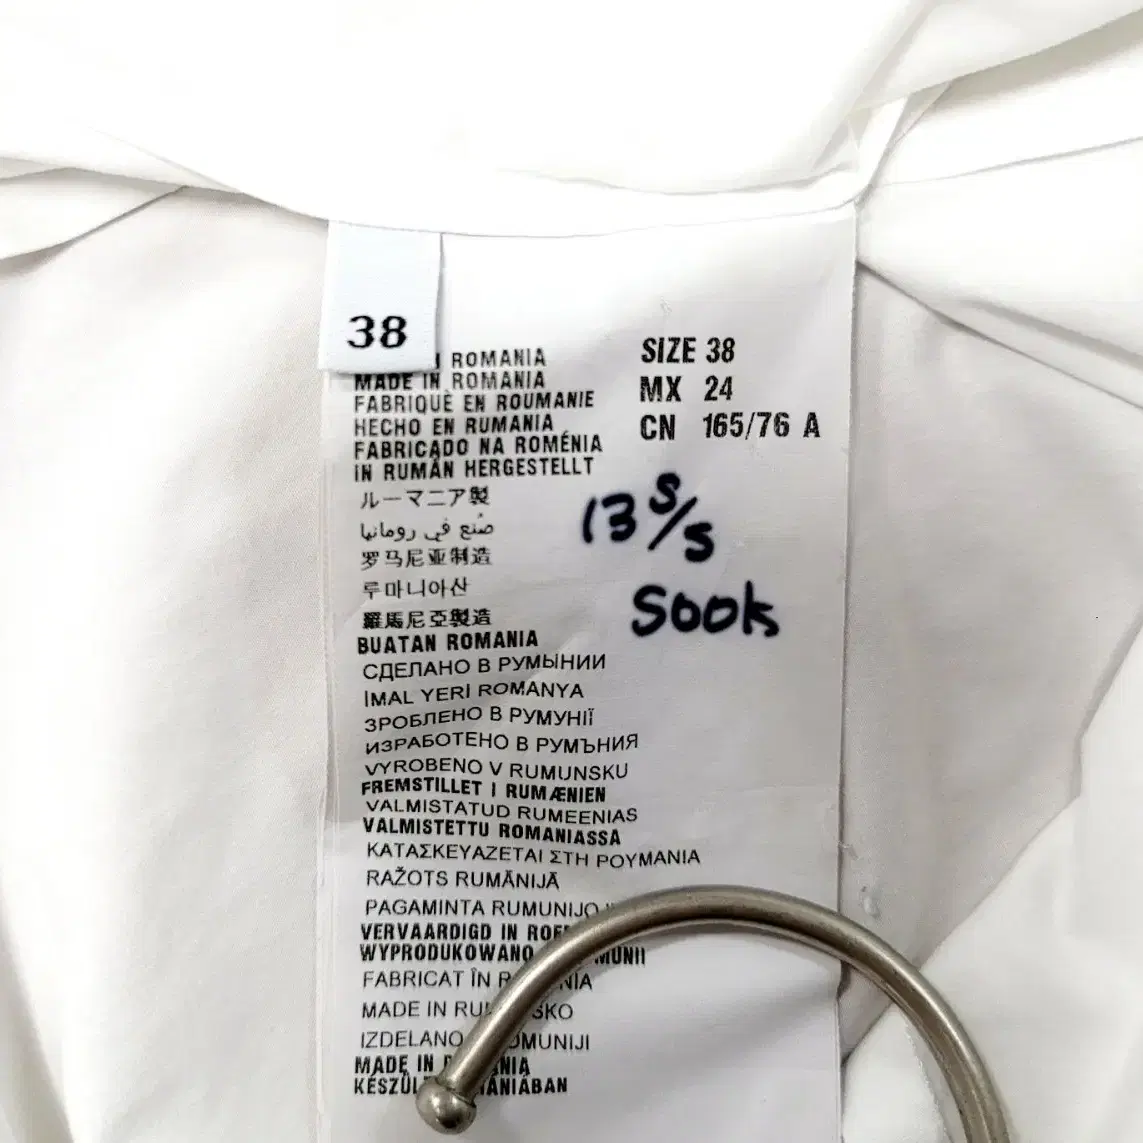 38
ROMANIA
MADE IN ROMANIA
FABRIQUÈ EN ROUMANIE
HECHO EN RUMANIA
FABRICADO NA ROMÉNIA
IN RUMÄN HERGESTELLT
ルーマニア製
صُنع في رومانيا
罗马尼亚制造
루마니아산
羅馬尼亞製造
BUATAN ROMANIA
СДЕЛАНО В РУМЫНИИ
İMAL YERİ ROMANYA
ЗРОБЛЕНО В РУМУНІЇ
ИЗРАБОТЕНО В РУМЪНИЯ
VYROBENO V RUMUNSKU
FREMSTILLET I RUMÆNIEN
VALMISTATUD RUMEENIAS
VALMISTETTU ROMANIASSA
ΚΑΤΑΣΚΕΥΑΖΕΤΑΙ ΣΤΗ ΡΟΥΜΑΝΙΑ
RAŽOTS RUMĀNIJĀ
PAGAMINTA RUMUNIJO
VERVAARDIGD IN
WYPRODUKOWANO
FABRICAT ÎN
MADE IN
IZDELANO
MADE IN
SIZE 38
MX 24
CN 165/76 A
13 S/S
Sook